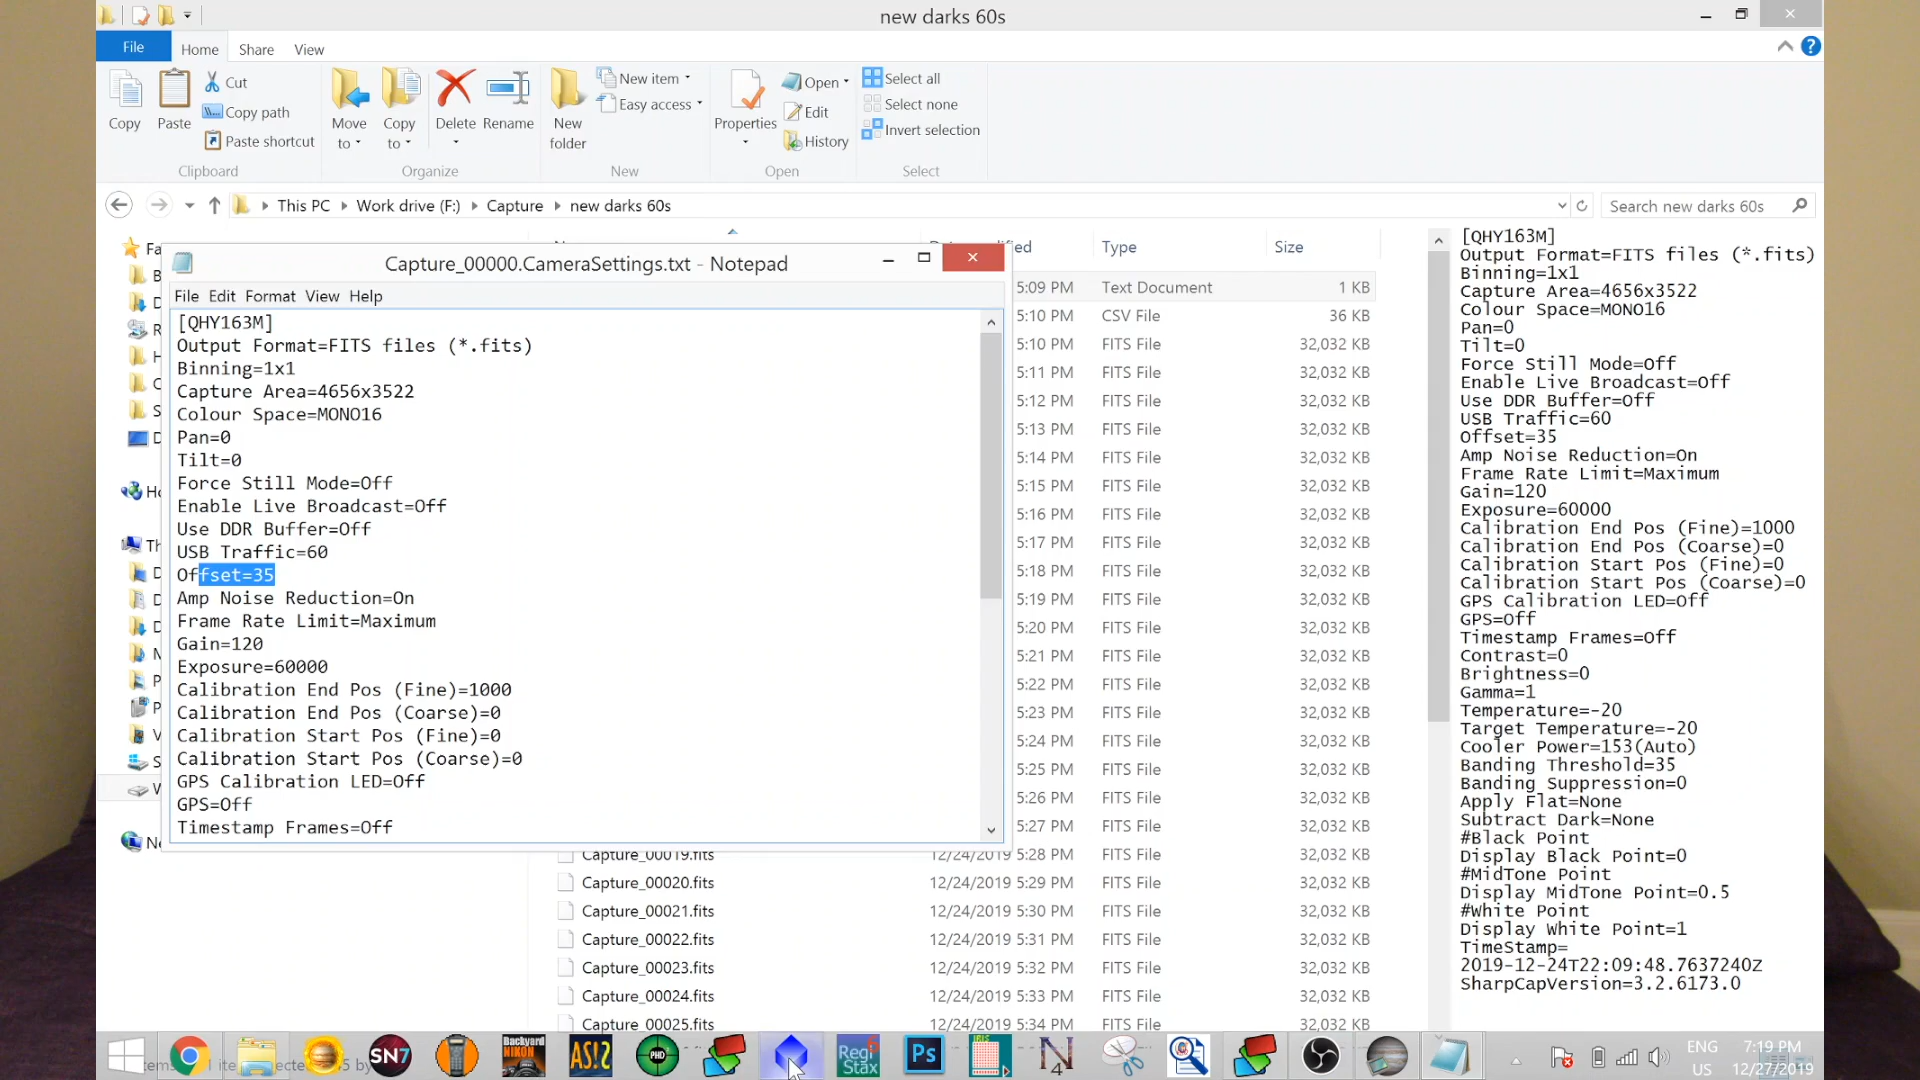 new darks 60s
File Home Share View
Copy
Paste
Cut
Copy path
Paste shortcut
Clipboard
Move to
Copy to
Delete
Rename
Organize
New folder
New item
Easy access
New
Properties
Open
Edit
History
Open
Select all
Select none
Invert selection
Select
This PC Work drive (F:) Capture new darks 60s
Search new darks 60s
Type Size
Capture_00000.CameraSettings.txt - Notepad
File Edit Format View Help
[QHY163M]
Output Format=FITS files (*.fits)
Binning=1x1
Capture Area=4656x3522
Colour Space=MONO16
Pan=0
Tilt=0
Force Still Mode=Off
Enable Live Broadcast=Off
Use DDR Buffer=Off
USB Traffic=60
Offset=35
Amp Noise Reduction=On
Frame Rate Limit=Maximum
Gain=120
Exposure=60000
Calibration End Pos (Fine)=1000
Calibration End Pos (Coarse)=0
Calibration Start Pos (Fine)=0
Calibration Start Pos (Coarse)=0
GPS Calibration LED=Off
GPS=Off
Timestamp Frames=Off
5:09 PM Text Document 1 KB
5:10 PM CSV File 36 KB
5:10 PM FITS File 32,032 KB
5:11 PM FITS File 32,032 KB
5:12 PM FITS File 32,032 KB
5:13 PM FITS File 32,032 KB
5:14 PM FITS File 32,032 KB
5:15 PM FITS File 32,032 KB
5:16 PM FITS File 32,032 KB
5:17 PM FITS File 32,032 KB
5:18 PM FITS File 32,032 KB
5:19 PM FITS File 32,032 KB
5:20 PM FITS File 32,032 KB
5:21 PM FITS File 32,032 KB
5:22 PM FITS File 32,032 KB
5:23 PM FITS File 32,032 KB
5:24 PM FITS File 32,032 KB
5:25 PM FITS File 32,032 KB
5:26 PM FITS File 32,032 KB
5:27 PM FITS File 32,032 KB
Capture_00019.fits 12/24/2019 5:28 PM FITS File 32,032 KB
Capture_00020.fits 12/24/2019 5:29 PM FITS File 32,032 KB
Capture_00021.fits 12/24/2019 5:30 PM FITS File 32,032 KB
Capture_00022.fits 12/24/2019 5:31 PM FITS File 32,032 KB
Capture_00023.fits 12/24/2019 5:32 PM FITS File 32,032 KB
Capture_00024.fits 12/24/2019 5:33 PM FITS File 32,032 KB
Capture_00025.fits 12/24/2019 5:34 PM FITS File 32,032 KB
[QHY163M]
Output Format=FITS files (*.fits)
Binning=1x1
Capture Area=4656x3522
Colour Space=MONO16
Pan=0
Tilt=0
Force Still Mode=Off
Enable Live Broadcast=Off
Use DDR Buffer=Off
USB Traffic=60
Offset=35
Amp Noise Reduction=On
Frame Rate Limit=Maximum
Gain=120
Exposure=60000
Calibration End Pos (Fine)=1000
Calibration End Pos (Coarse)=0
Calibration Start Pos (Fine)=0
Calibration Start Pos (Coarse)=0
GPS Calibration LED=Off
GPS=Off
Timestamp Frames=Off
Contrast=0
Brightness=0
Gamma=1
Temperature=-20
Target Temperature=-20
Cooler Power=153(Auto)
Banding Threshold=35
Banding Suppression=0
Apply Flat=None
Subtract Dark=None
#Black Point
Display Black Point=0
#MidTone Point
Display MidTone Point=0.5
#White Point
Display White Point=1
TimeStamp=
2019-12-24T22:09:48.7637240Z
SharpCapVersion=3.2.6173.0
SN7
Backyard
NIKON
AS!2
PHD
Regi
Stax
6
Ps
N
4
ENG
US
7:19 PM
12/27/2019